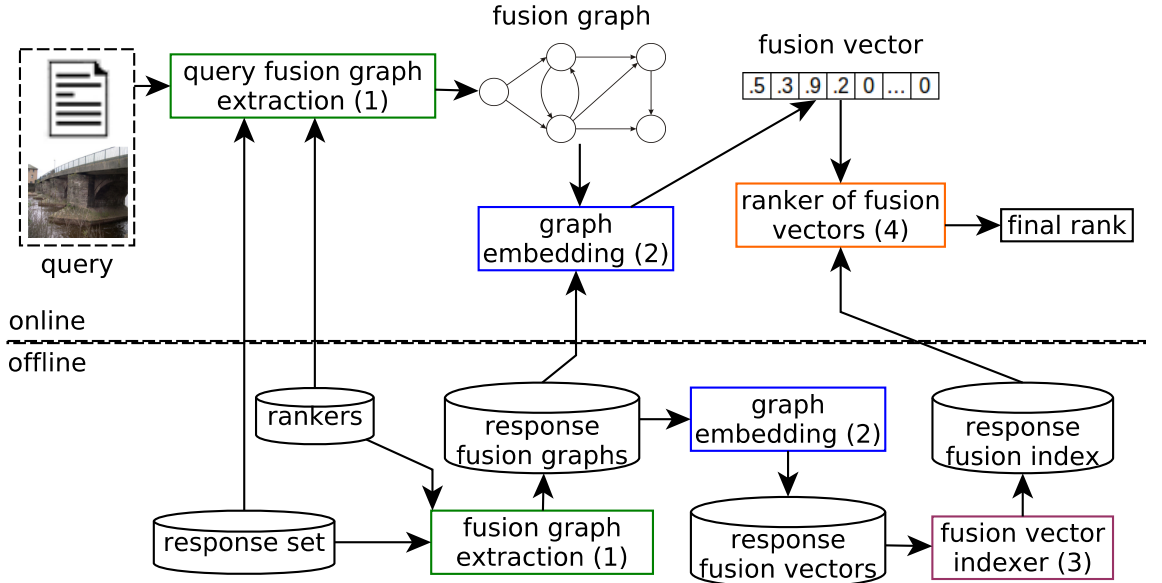 fusion graph
fusion vector
query fusion graph
extraction (1)
.5 .3 .9 .2 0 ... 0
graph
embedding (2)
ranker of fusion
vectors (4)
final rank
query
online
offline
rankers
response
fusion graphs
graph
embedding (2)
response
fusion index
response set
fusion graph
extraction (1)
response
fusion vectors
fusion vector
indexer (3)